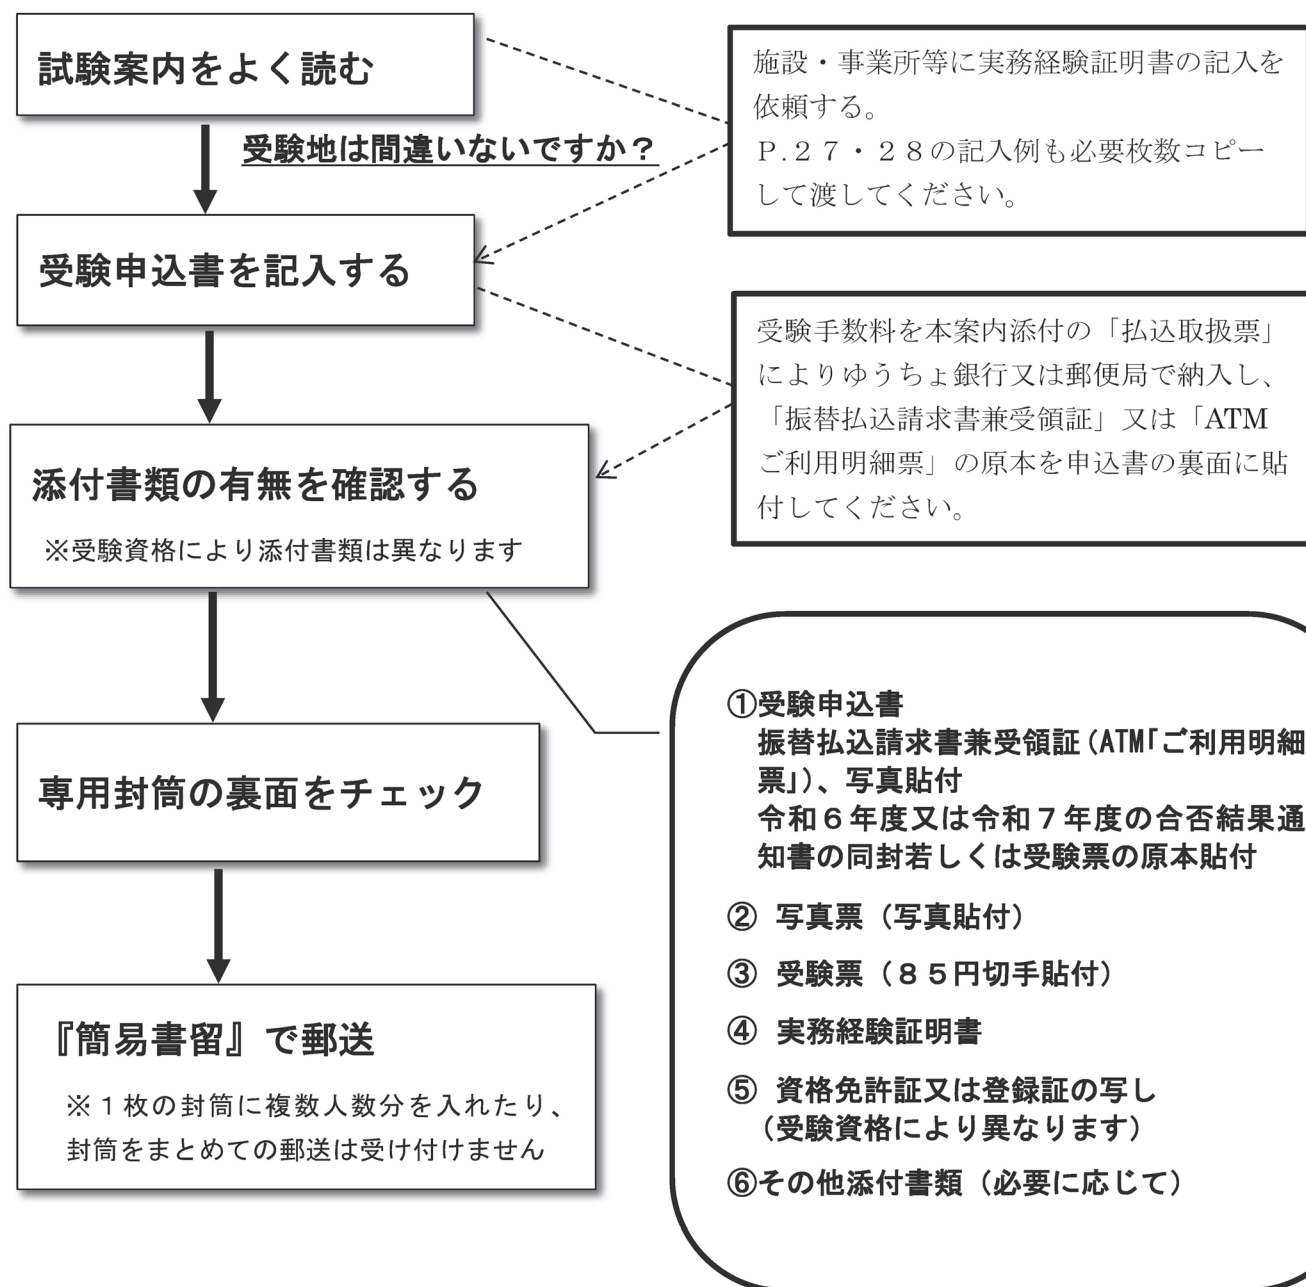 試験案内をよく読む
受験地は間違いないですか？
施設・事業所等に実務経験証明書の記入を
依頼する。
Ｐ.２７・２８の記入例も必要枚数コピー
して渡してください。
受験申込書を記入する
受験手数料を本案内添付の「払込取扱票」
によりゆうちょ銀行又は郵便局で納入し、
「振替払込請求書兼受領証」又は「ATM
ご利用明細票」の原本を申込書の裏面に貼
付してください。
添付書類の有無を確認する
※受験資格により添付書類は異なります
専用封筒の裏面をチェック
『簡易書留』で郵送
※１枚の封筒に複数人数分を入れたり、
封筒をまとめての郵送は受け付けません
①受験申込書
振替払込請求書兼受領証（ATM｢ご利用明細
票｣）、写真貼付
令和６年度又は令和７年度の合否結果通
知書の同封若しくは受験票の原本貼付
② 写真票（写真貼付）
③ 受験票（８５円切手貼付）
④ 実務経験証明書
⑤ 資格免許証又は登録証の写し
（受験資格により異なります）
⑥その他添付書類（必要に応じて）